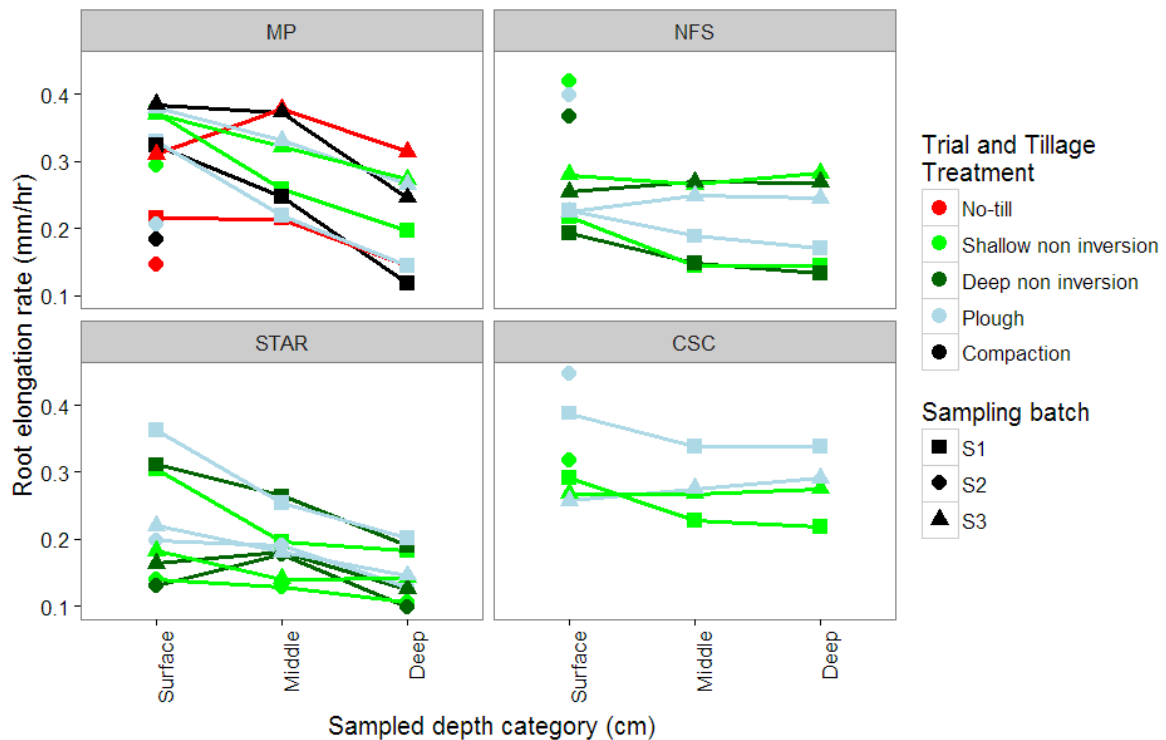 MP
NFS
0.4
0.3
0.2
0.1
STAR
CSC
0.4
0.3
0.2
0.1
Root elongation rate (mm/hr)
Surface
Middle
Deep
Surface
Middle
Deep
Sampled depth category (cm)
Trial and Tillage
Treatment
No-till
Shallow non inversion
Deep non inversion
Plough
Compaction
Sampling batch
S1
S2
S3